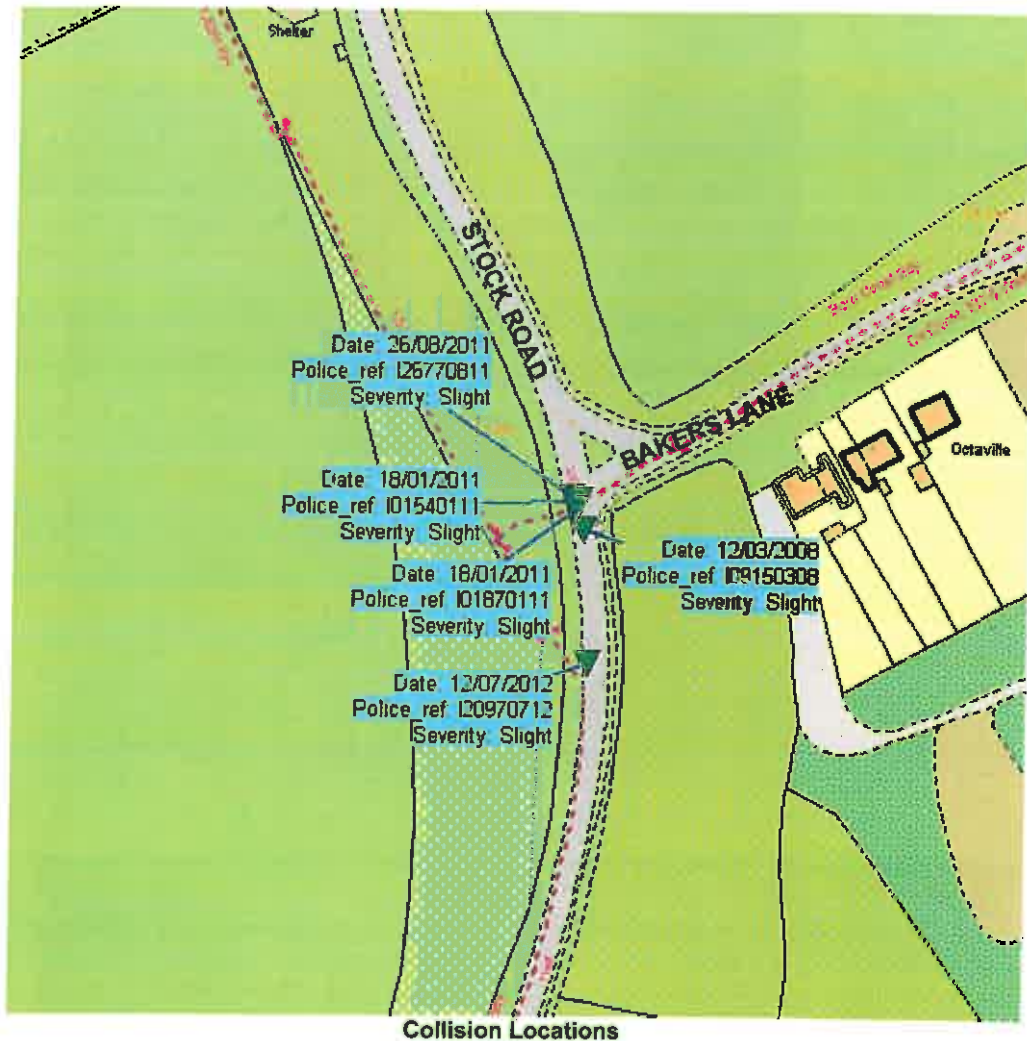 Shelter
STOCK ROAD
Date: 26/08/2011
Police_ref I26770811
Severity: Slight
BAKERS LANE
Octaville
Date: 18/01/2011
Police_ref I01540111
Severity: Slight
Date: 12/03/2008
Police_ref I09150308
Severity: Slight
Date: 18/01/2011
Police_ref I01870111
Severity: Slight
Date: 12/07/2012
Police_ref I20970712
Severity: Slight
Collision Locations